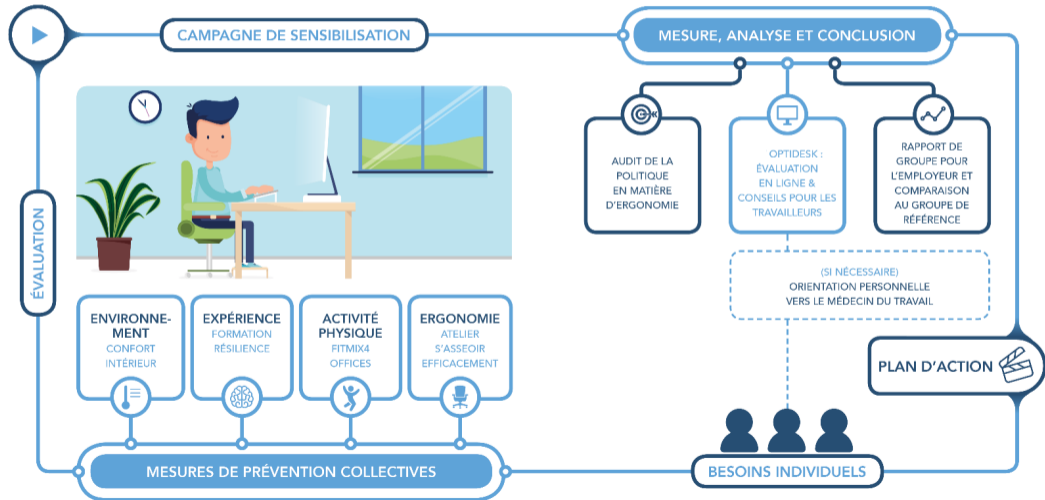 CAMPAGNE DE SENSIBILISATION
MESURE, ANALYSE ET CONCLUSION
AUDIT DE LA
POLITIQUE
EN MATIÈRE
D'ERGONOMIE
OPTIDESK :
ÉVALUATION
EN LIGNE &
CONSEILS POUR LES
TRAVAILLEURS
RAPPORT DE
GROUPE POUR
L'EMPLOYEUR ET
COMPARAISON
AU GROUPE DE
RÉFÉRENCE
(SI NÉCESSAIRE)
ORIENTATION PERSONNELLE
VERS LE MÉDECIN DU TRAVAIL
PLAN D'ACTION
BESOINS INDIVIDUELS
ENVIRONNE-
MENT
CONFORT
INTÉRIEUR
EXPÉRIENCE
FORMATION
RÉSILIENCE
ACTIVITÉ
PHYSIQUE
FITMIX4
OFFICES
ERGONOMIE
ATELIER
S'ASSEOIR
EFFICACEMENT
MESURES DE PRÉVENTION COLLECTIVES
ÉVALUATION